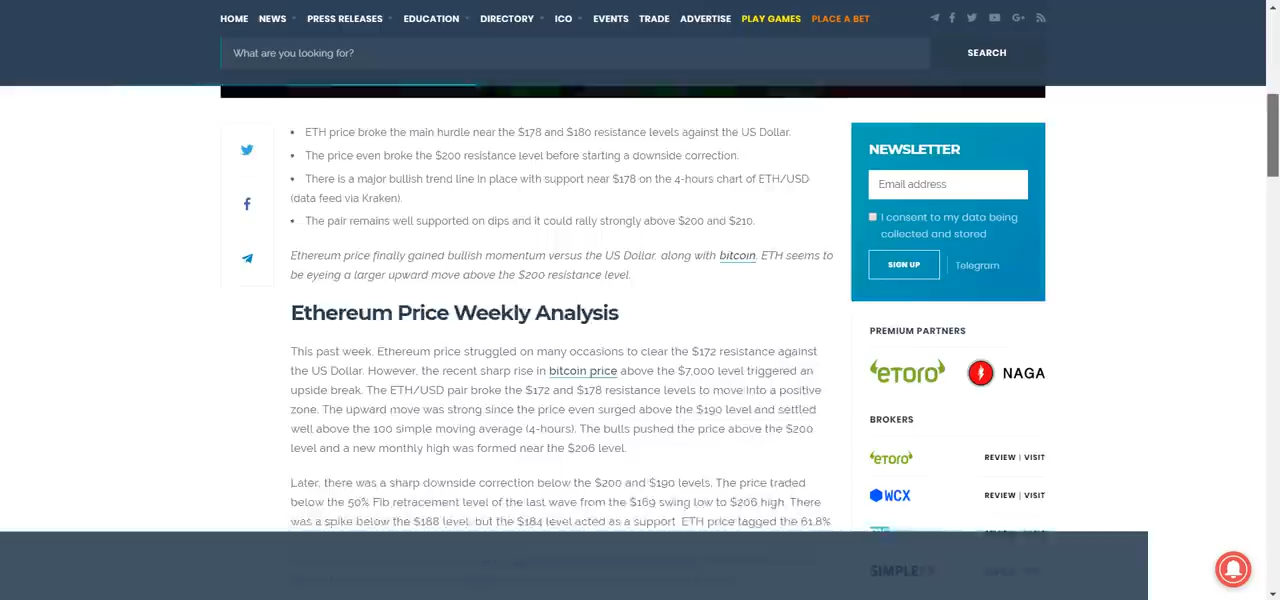 HOME NEWS PRESS RELEASES EDUCATION DIRECTORY ICO EVENTS TRADE ADVERTISE PLAY GAMES PLACE A BET
What are you looking for? SEARCH
• ETH price broke the main hurdle near the $178 and $180 resistance levels against the US Dollar.
• The price even broke the $200 resistance level before starting a downside correction.
• There is a major bullish trend line in place with support near $178 on the 4-hours chart of ETH/USD
(data feed via Kraken).
• The pair remains well supported on dips and it could rally strongly above $200 and $210.
Ethereum price finally gained bullish momentum versus the US Dollar, along with bitcoin, ETH seems to
be eyeing a larger upward move above the $200 resistance level.
Ethereum Price Weekly Analysis
This past week, Ethereum price struggled on many occasions to clear the $172 resistance against
the US Dollar. However, the recent sharp rise in bitcoin price above the $7,000 level triggered an
upside break. The ETH/USD pair broke the $172 and $178 resistance levels to move into a positive
zone. The upward move was strong since the price even surged above the $190 level and settled
well above the 100 simple moving average (4-hours). The bulls pushed the price above the $200
level and a new monthly high was formed near the $206 level.
Later, there was a sharp downside correction below the $200 and $190 levels. The price traded
below the 50% Fib retracement level of the last wave from the $169 swing low to $206 high. There
was a spike below the $188 level, but the $184 level acted as a support. ETH price tagged the 61.8%
NEWSLETTER
Email address
I consent to my data being
collected and stored
SIGN UP Telegram
PREMIUM PARTNERS
etoro NAGA
BROKERS
etoro REVIEW | VISIT
WCX REVIEW | VISIT